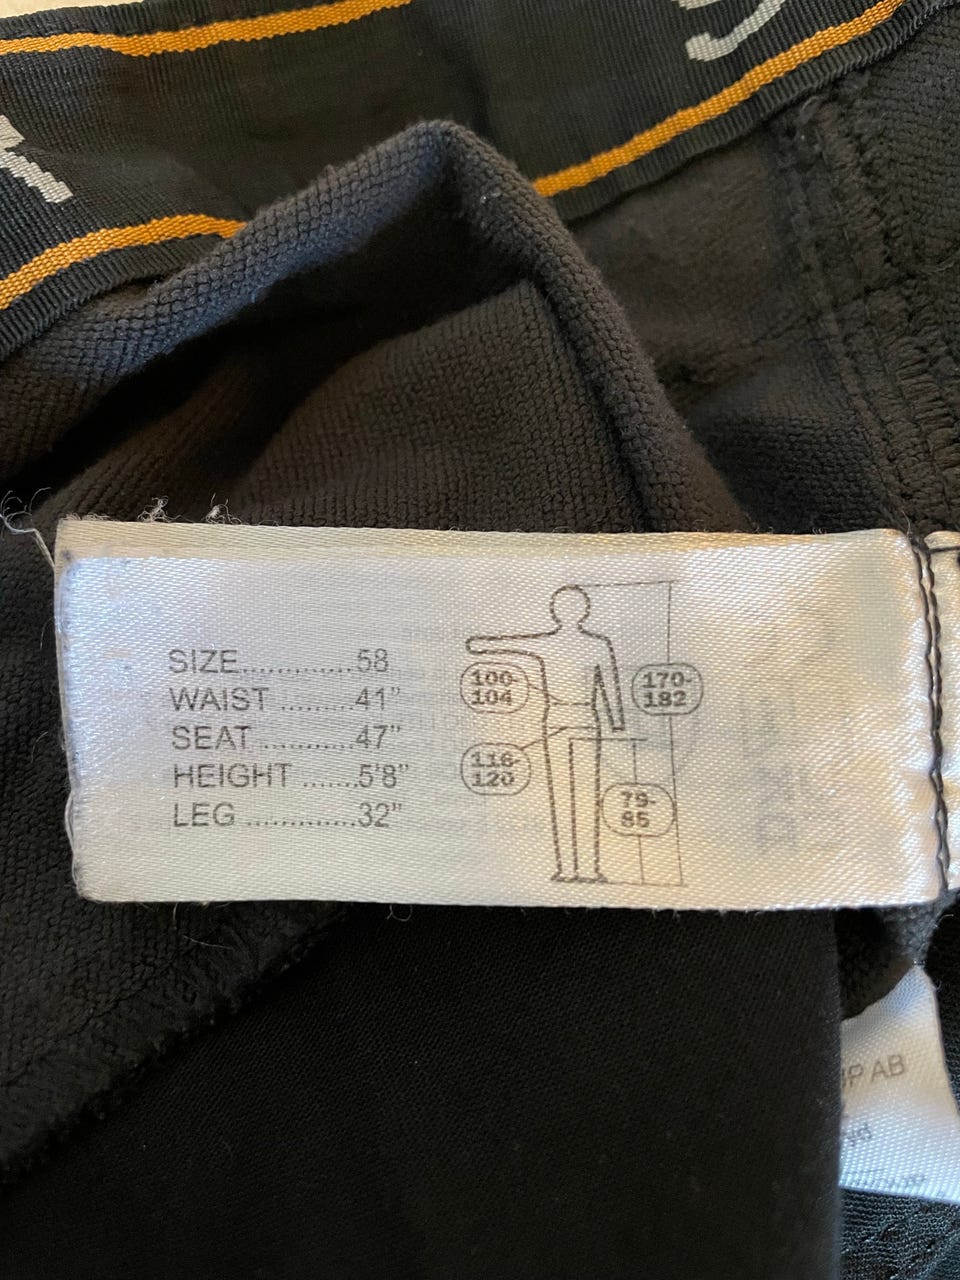 SIZE.............58
WAIST .........41”
SEAT ...........47”
HEIGHT .......5'8”
LEG .............32”
100-
104
170-
182
116-
120
79-
85
JP AB